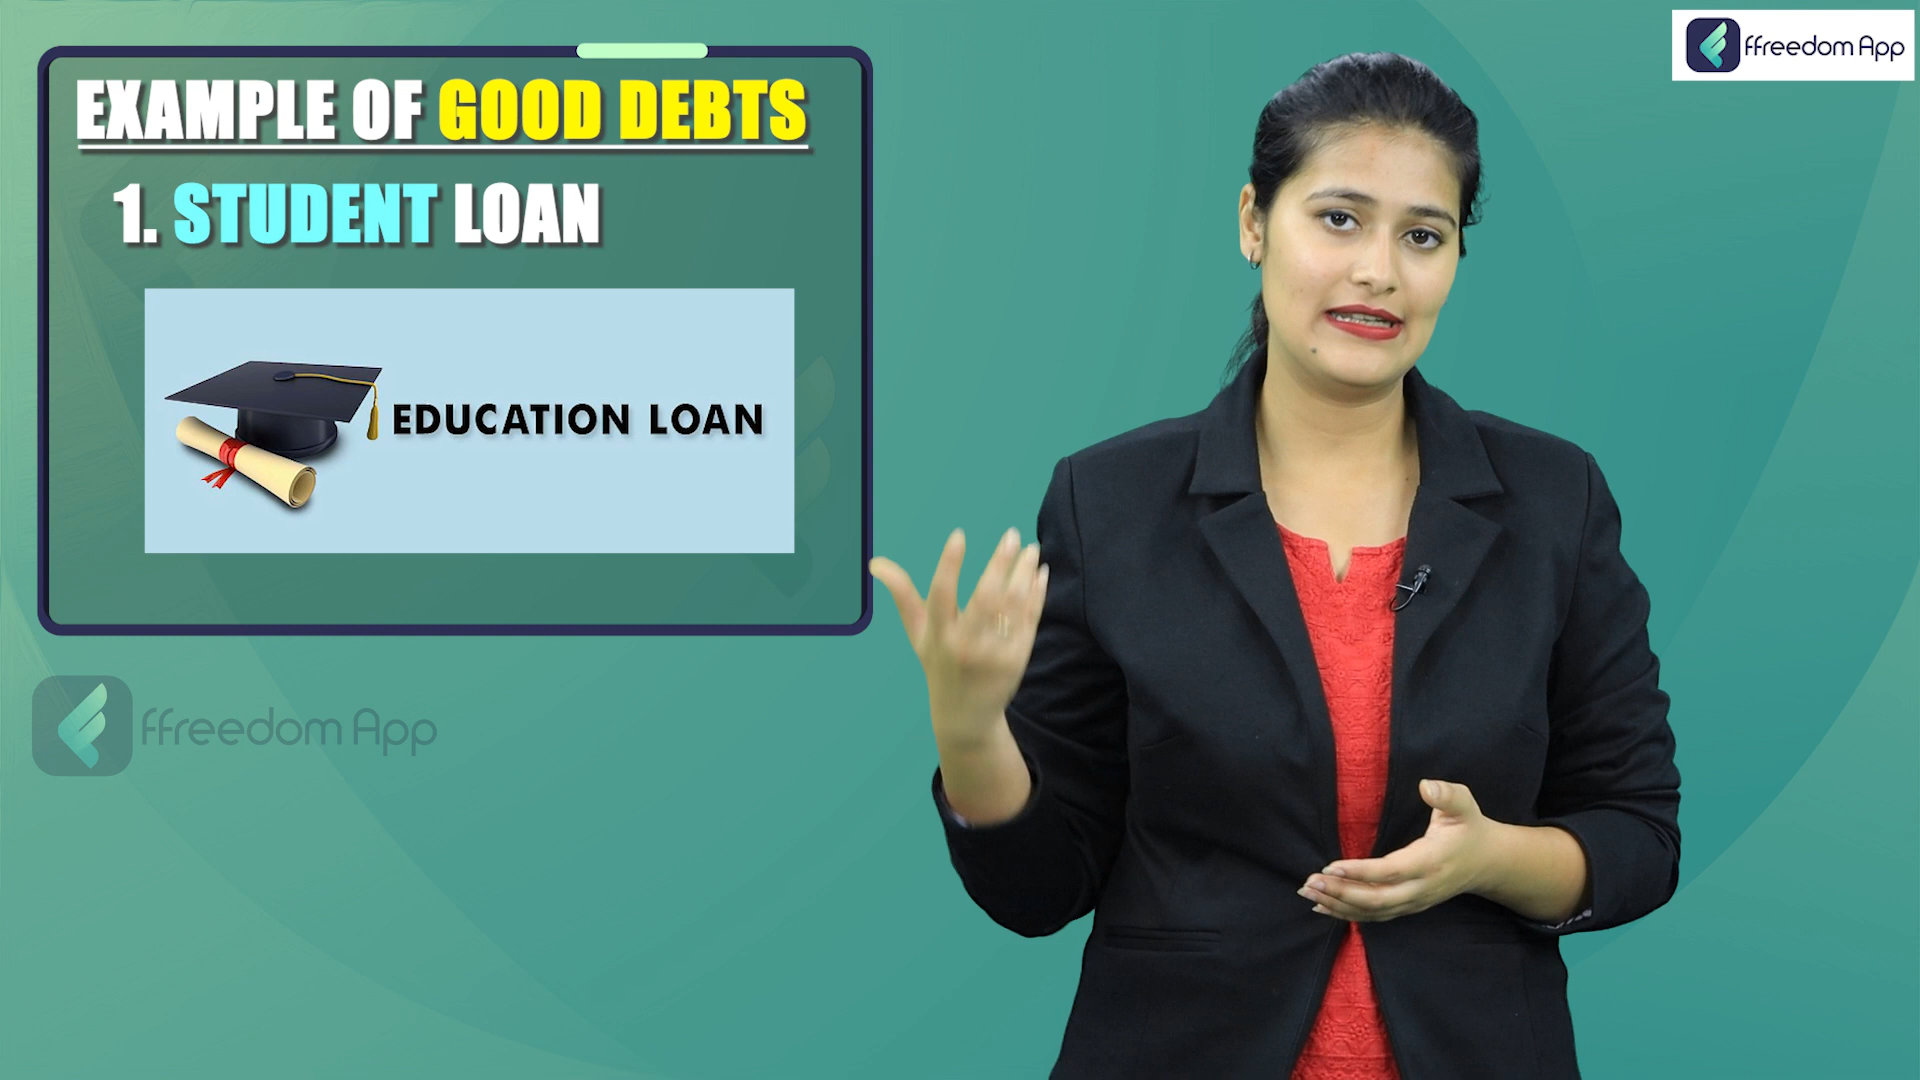 ffreedom App
EXAMPLE OF GOOD DEBTS
1. STUDENT LOAN
EDUCATION LOAN
ffreedom App